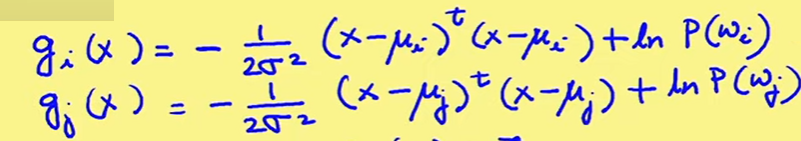 gᵢ(x) = - 1/2σ² (x-μᵢ)ᵗ(x-μᵢ) + ln P(ωᵢ)
gⱼ(x) = - 1/2σ² (x-μⱼ)ᵗ(x-μⱼ) + ln P(ωⱼ)